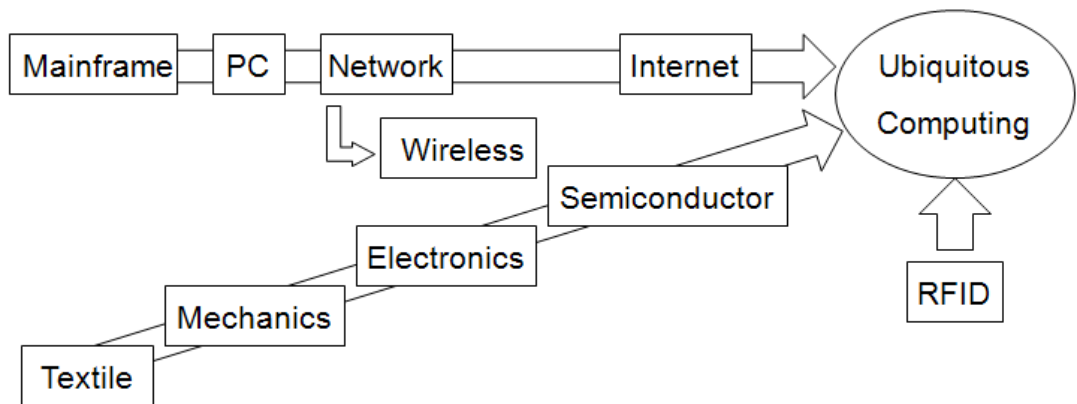 Mainframe
PC
Network
Internet
Ubiquitous
Computing
Wireless
Semiconductor
Electronics
RFID
Mechanics
Textile